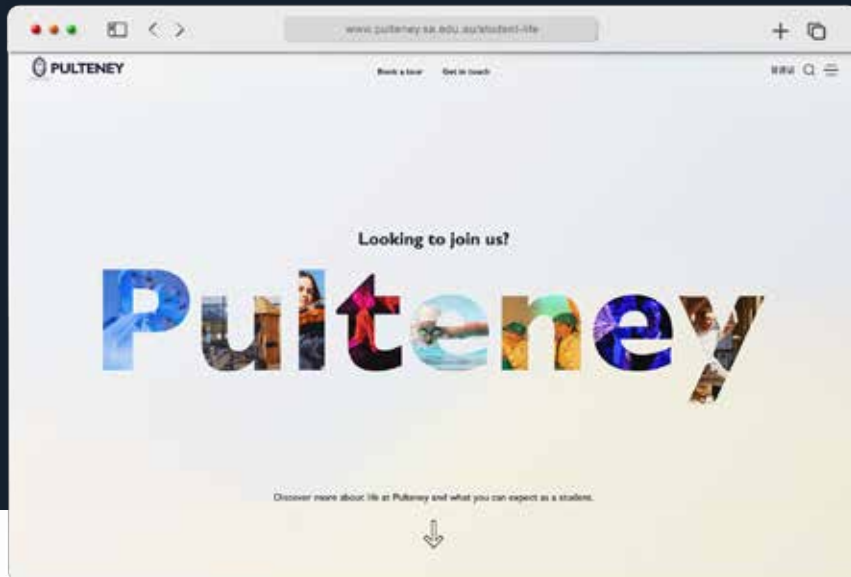 www.pulteney.sa.edu.au/student-life
PULTENEY
Book a tour Get in touch
Looking to join us?
Pulteney
Discover more about life at Pulteney and what you can expect as a student.